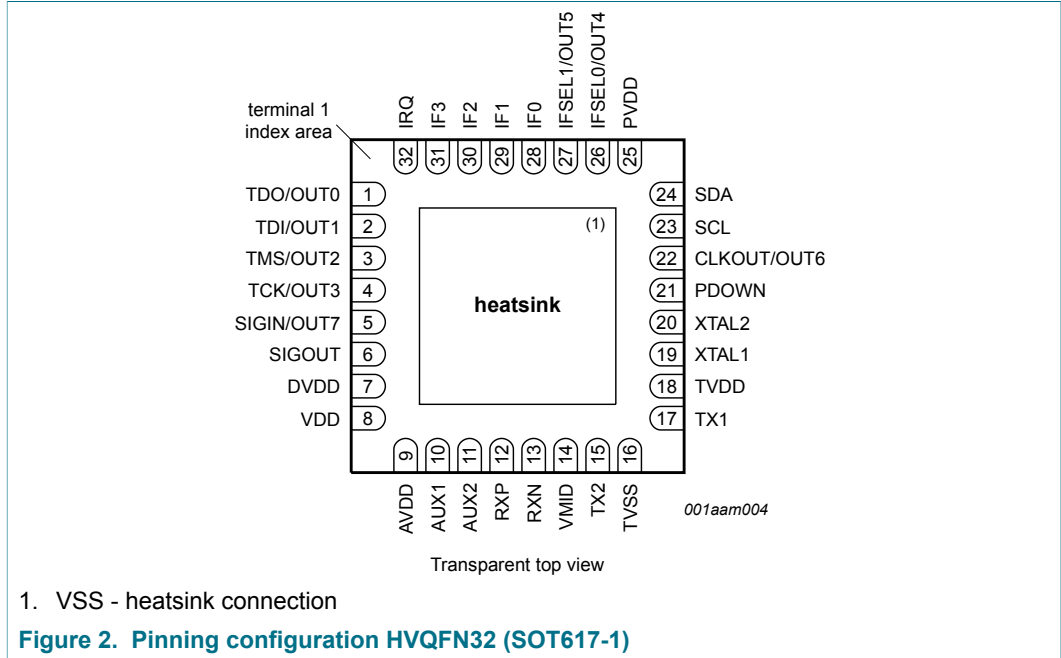 terminal 1
index area
IRQ
IF3
IF2
IF1
IF0
IFSEL1/OUT5
IFSEL0/OUT4
PVDD
32
31
30
29
28
27
26
25
TDO/OUT0 1
TDI/OUT1 2
TMS/OUT2 3
TCK/OUT3 4
SIGIN/OUT7 5
SIGOUT 6
DVDD 7
VDD 8
(1)
heatsink
24 SDA
23 SCL
22 CLKOUT/OUT6
21 PDOWN
20 XTAL2
19 XTAL1
18 TVDD
17 TX1
9
10
11
12
13
14
15
16
AVDD
AUX1
AUX2
RXP
RXN
VMID
TX2
TVSS
001aam004
Transparent top view
1. VSS - heatsink connection
Figure 2. Pinning configuration HVQFN32 (SOT617-1)